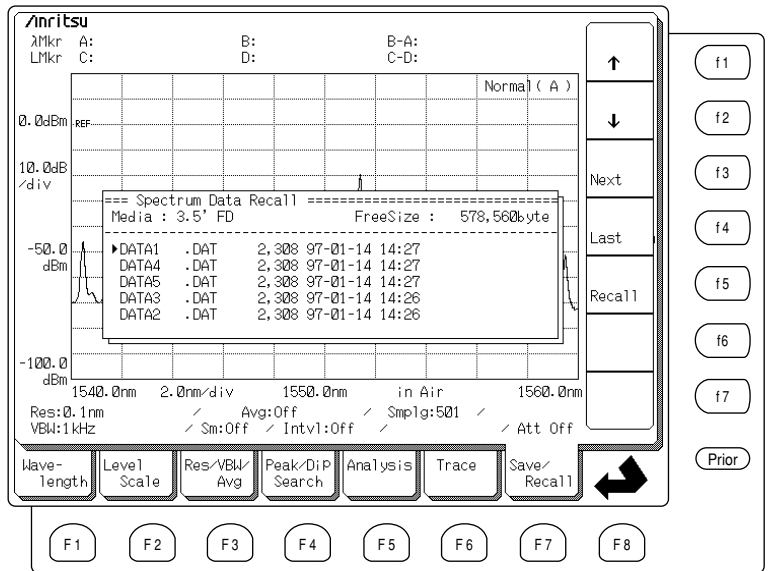 Anritsu
λMkr A: B: B-A:
LMkr C: D: C-D:
Normal( A )
0.0dBm REF
10.0dB
/div
-50.0
dBm
-100.0
dBm
=== Spectrum Data Recall ===========================
Media : 3.5' FD FreeSize : 578,560byte
----------------------------------------------------
DATA1 .DAT 2,308 97-01-14 14:27
DATA4 .DAT 2,308 97-01-14 14:27
DATA5 .DAT 2,308 97-01-14 14:27
DATA3 .DAT 2,308 97-01-14 14:26
DATA2 .DAT 2,308 97-01-14 14:26
1540.0nm 2.0nm/div 1550.0nm in Air 1560.0nm
Res:0.1nm / Avg:Off / Smplg:501 /
VBW:1kHz / Sm:Off / Intvl:Off / / Att Off
↑
↓
Next
Last
Recall
f1
f2
f3
f4
f5
f6
f7
Prior
Wave-
length
Level
Scale
Res/VBW/
Avg
Peak/Dip
Search
Analysis
Trace
Save/
Recall
F1 F2 F3 F4 F5 F6 F7 F8